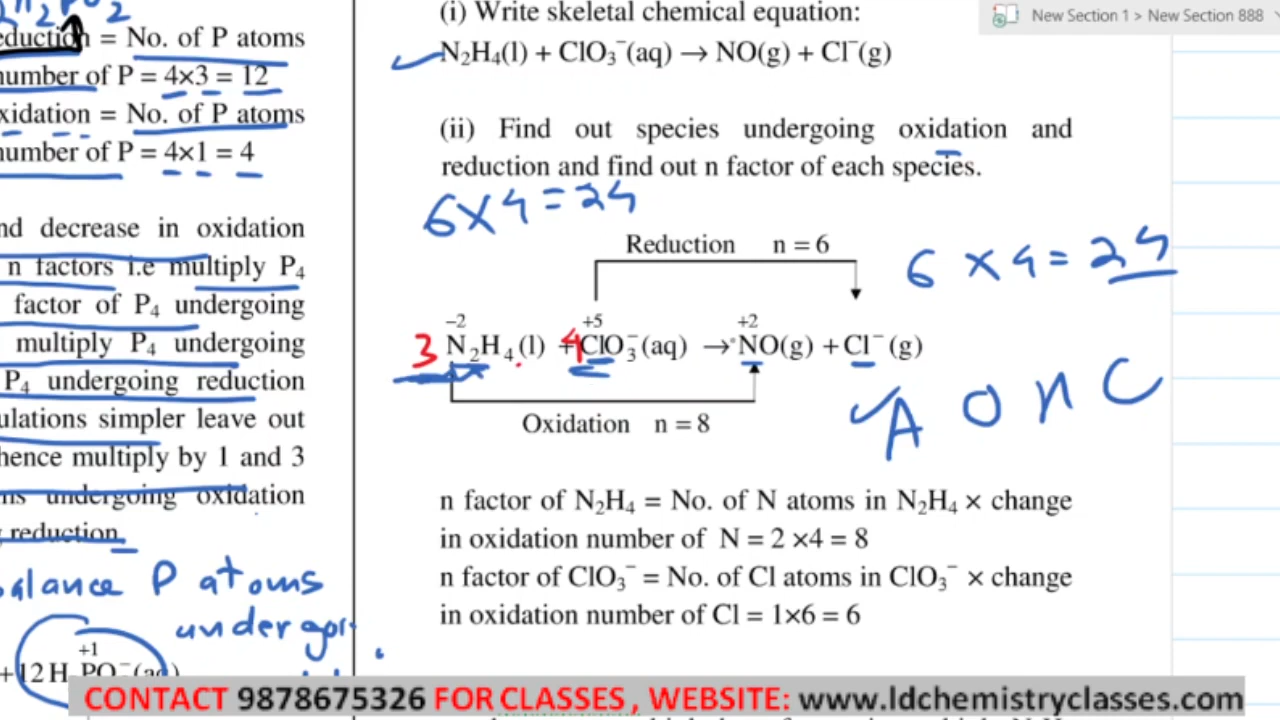 H2PO2
eduction = No. of P atoms
number of P = 4×3 = 12
xidation = No. of P atoms
number of P = 4×1 = 4
nd decrease in oxidation
n factors i.e multiply P4
factor of P4 undergoing
multiply P4 undergoing
P4 undergoing reduction
ulations simpler leave out
hence multiply by 1 and 3
ms undergoing oxidation
reduction.
alance P atoms
undergoi
+1
+12 H2PO2⁻(aq)
New Section 1 > New Section 888
(i) Write skeletal chemical equation:
N2H4(l) + ClO3⁻(aq) → NO(g) + Cl⁻(g)
(ii) Find out species undergoing oxidation and
reduction and find out n factor of each species.
6×4=24
Reduction n = 6
6 × 4 = 24
−2 +5 +2
3 N2H4(l) + 4ClO3⁻(aq) → NO(g) + Cl⁻(g)
A O n C
Oxidation n = 8
n factor of N2H4 = No. of N atoms in N2H4 × change
in oxidation number of N = 2 ×4 = 8
n factor of ClO3⁻ = No. of Cl atoms in ClO3⁻ × change
in oxidation number of Cl = 1×6 = 6
CONTACT 9878675326 FOR CLASSES , WEBSITE: www.ldchemistryclasses.com